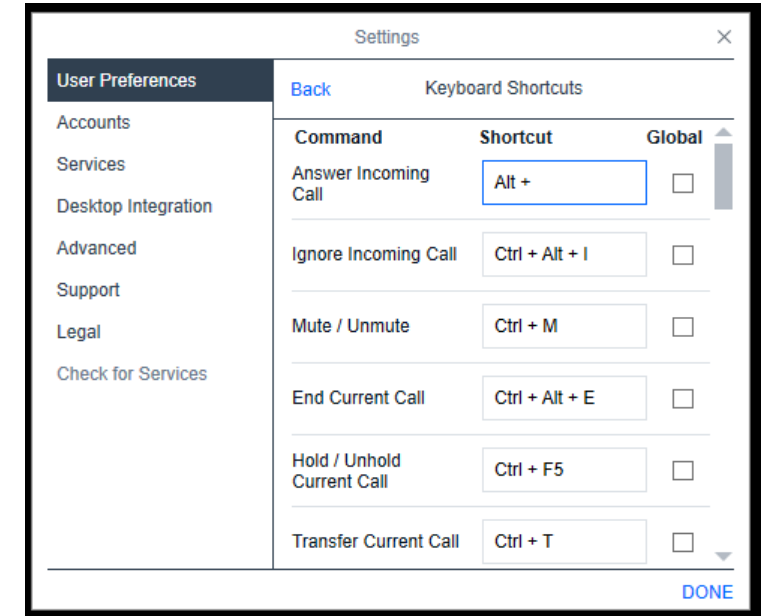 Settings
User Preferences
Accounts
Services
Desktop Integration
Advanced
Support
Legal
Check for Services
Back
Keyboard Shortcuts
Command Shortcut Global
Answer Incoming
Call
Alt +
Ignore Incoming Call Ctrl + Alt + I
Mute / Unmute Ctrl + M
End Current Call Ctrl + Alt + E
Hold / Unhold
Current Call
Ctrl + F5
Transfer Current Call Ctrl + T
DONE